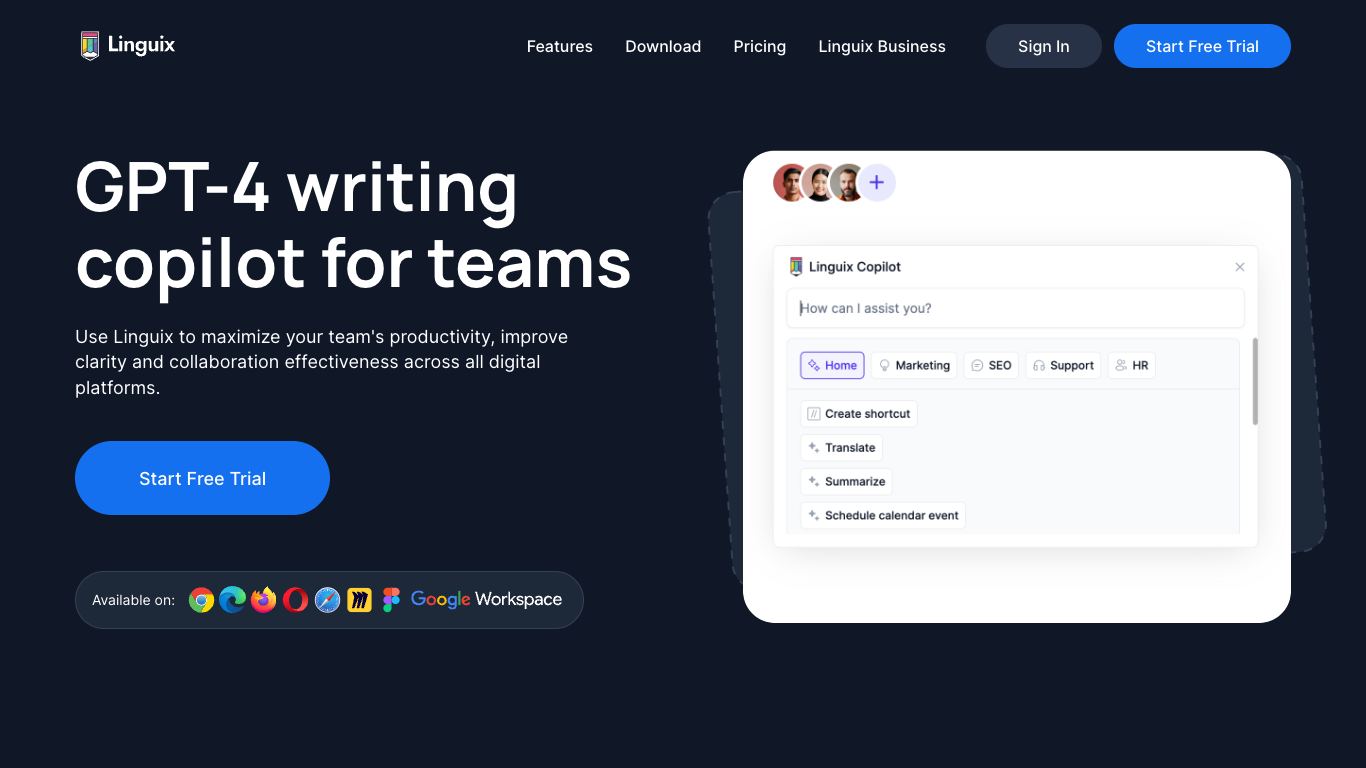 Linguix
Features
Download
Pricing
Linguix Business
Sign In
Start Free Trial
GPT-4 writing
copilot for teams
Use Linguix to maximize your team's productivity, improve
clarity and collaboration effectiveness across all digital
platforms.
Start Free Trial
Available on:
Google Workspace
Linguix Copilot
How can I assist you?
Home
Marketing
SEO
Support
HR
Create shortcut
Translate
Summarize
Schedule calendar event